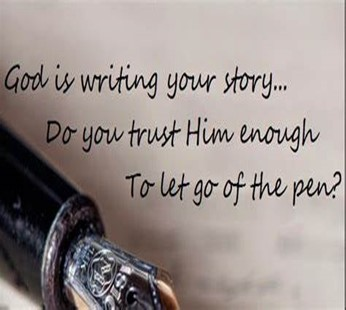 God is writing your story...
Do you trust Him enough
To let go of the pen?